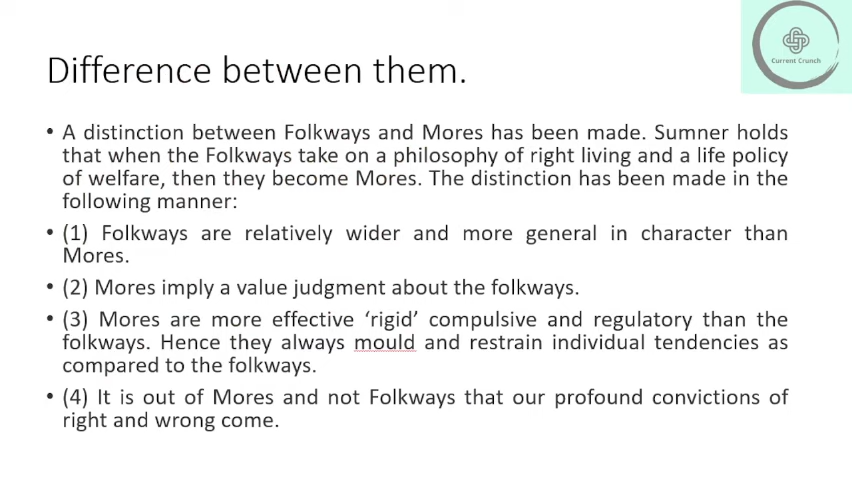 Current Crunch
Difference between them.
• A distinction between Folkways and Mores has been made. Sumner holds
that when the Folkways take on a philosophy of right living and a life policy
of welfare, then they become Mores. The distinction has been made in the
following manner:
• (1) Folkways are relatively wider and more general in character than
Mores.
• (2) Mores imply a value judgment about the folkways.
• (3) Mores are more effective ‘rigid’ compulsive and regulatory than the
folkways. Hence they always mould and restrain individual tendencies as
compared to the folkways.
• (4) It is out of Mores and not Folkways that our profound convictions of
right and wrong come.